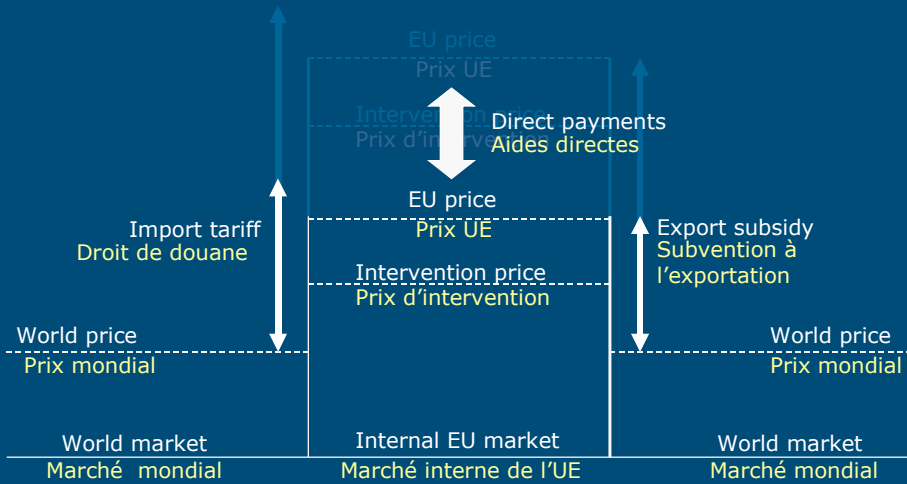 EU price
Prix UE
Intervention price
Prix d’intervention
Direct payments
Aides directes
EU price
Prix UE
Import tariff
Droit de douane
Export subsidy
Subvention à
l’exportation
Intervention price
Prix d’intervention
World price
Prix mondial
World price
Prix mondial
World market
Marché mondial
Internal EU market
Marché interne de l’UE
World market
Marché mondial